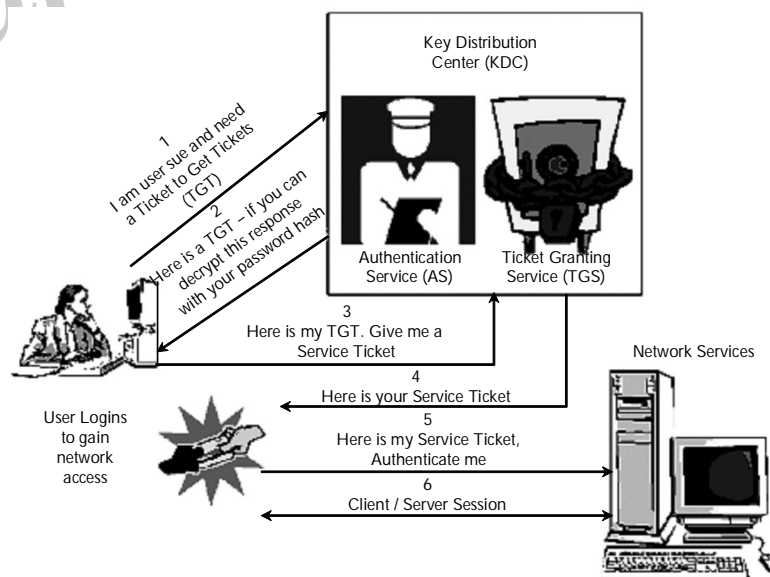 Key Distribution
Center (KDC)
1
I am user sue and need
a Ticket to Get Tickets
(TGT)
2
Here is a TGT – if you can
decrypt this response
with your password hash
Authentication
Service (AS)
Ticket Granting
Service (TGS)
3
Here is my TGT. Give me a
Service Ticket
4
Here is your Service Ticket
5
Here is my Service Ticket,
Authenticate me
6
Client / Server Session
User Logins
to gain
network
access
Network Services